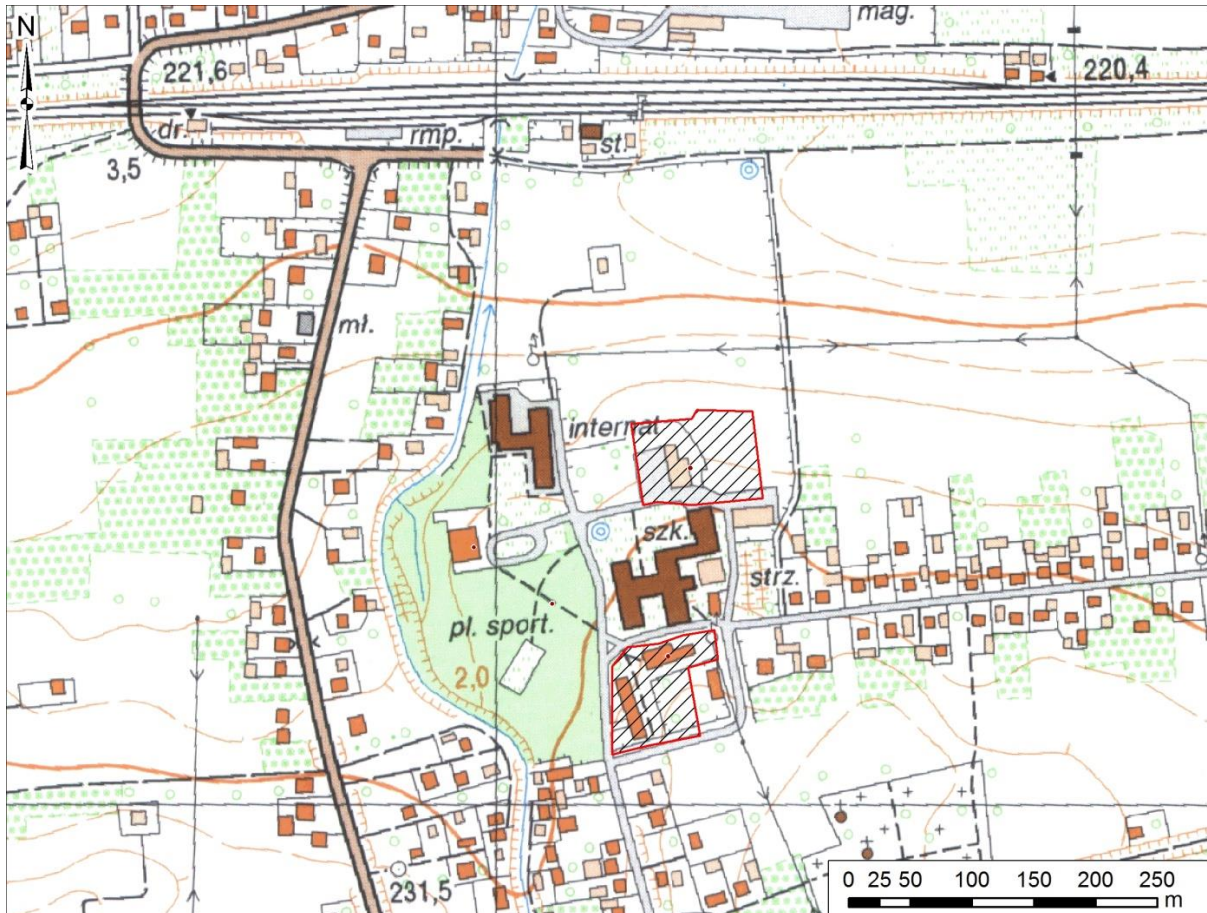 mag.
N
221,6
220,4
dr.
rmp.
st.
3,5
mł.
internat
szk.
strz.
pl. sport.
2,0
231,5
0 25 50 100 150 200 250
m